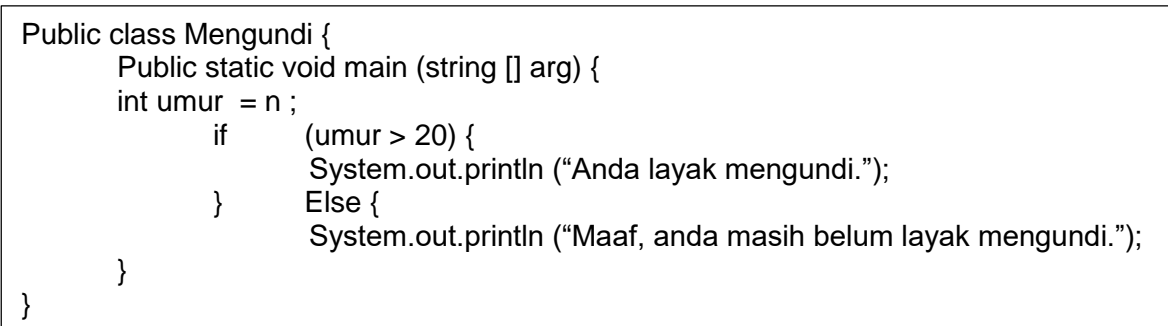 Public class Mengundi {
Public static void main (string [] arg) {
int umur = n ;
if (umur > 20) {
System.out.println (“Anda layak mengundi.”);
} Else {
System.out.println (“Maaf, anda masih belum layak mengundi.”);
}
}